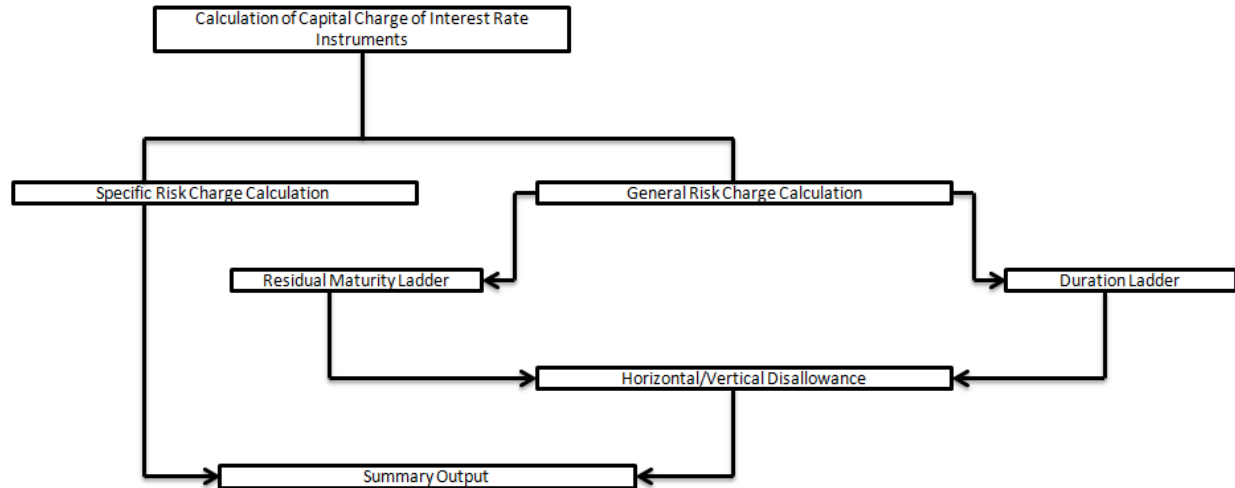 Calculation of Capital Charge of Interest Rate
Instruments
Specific Risk Charge Calculation
General Risk Charge Calculation
Residual Maturity Ladder
Duration Ladder
Horizontal/Vertical Disallowance
Summary Output